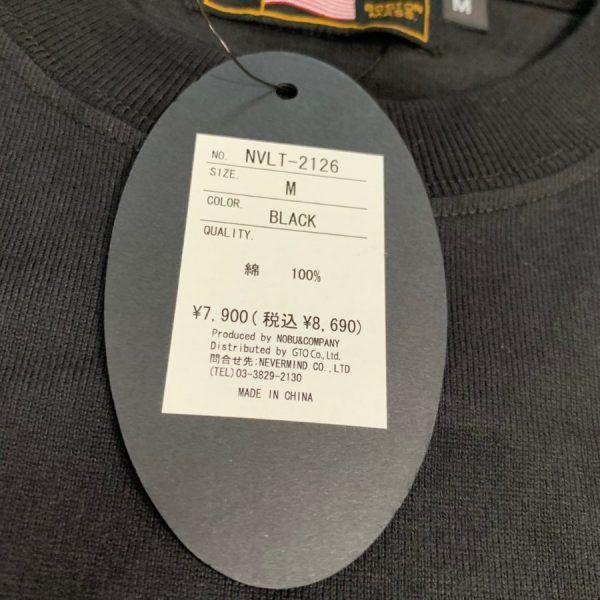 BOSTON
MASS.
M
NO. NVLT-2126
SIZE. M
COLOR. BLACK
QUALITY.
綿 100%
¥7,900(税込 ¥8,690)
Produced by NOBU&COMPANY
Distributed by GTO Co., Ltd.
問合せ先:NEVERMIND CO., LTD
(TEL) 03-3829-2130
MADE IN CHINA